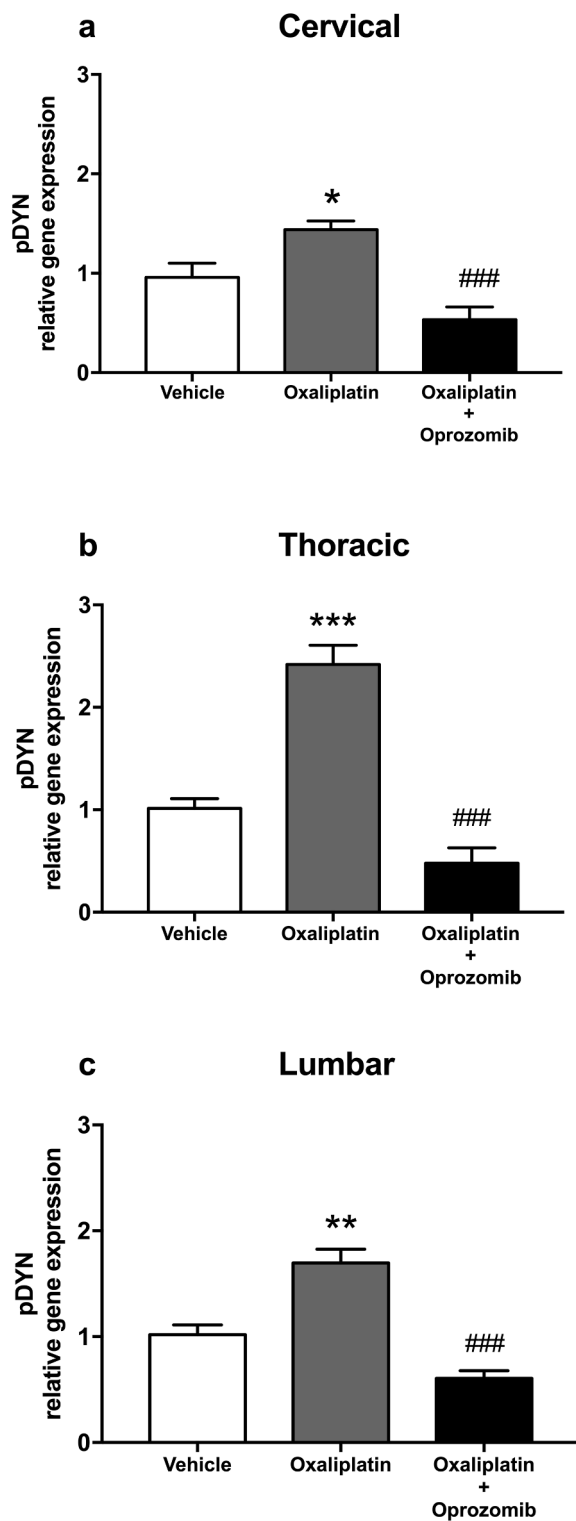 a Cervical
pDYN
relative gene expression
3
2
1
0
*
###
Vehicle
Oxaliplatin
Oxaliplatin
+
Oprozomib
b Thoracic
pDYN
relative gene expression
3
2
1
0
***
###
Vehicle
Oxaliplatin
Oxaliplatin
+
Oprozomib
c Lumbar
pDYN
relative gene expression
3
2
1
0
**
###
Vehicle
Oxaliplatin
Oxaliplatin
+
Oprozomib